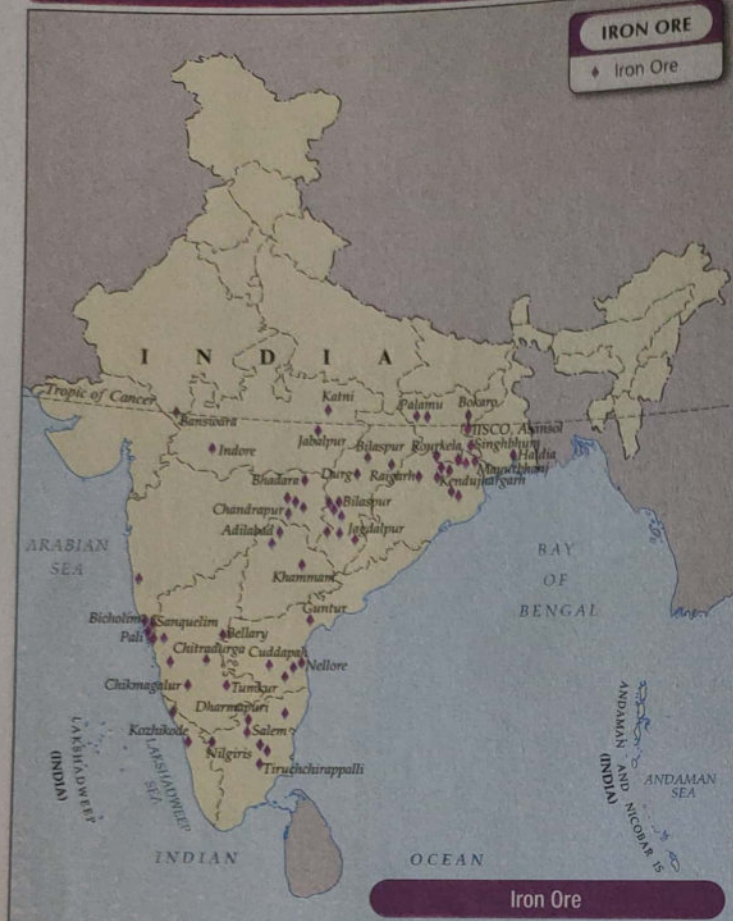 IRON ORE
Iron Ore
INDIA
Tropic of Cancer
Katni
Palamu
Bokaro
Banswara
IISCO, Asansol
Jabalpur
Bilaspur
Rourkela
Singhbhum
Indore
Haldia
Mayurbhanj
Bhadara
Durg
Raigarh
Kendujhargarh
Chandrapur
Bilaspur
Adilabad
Jagdalpur
ARABIAN
SEA
BAY
OF
BENGAL
Khammam
Guntur
Bicholim
Sanquelim
Pali
Bellary
Chitradurga
Cuddapah
Nellore
Chikmagalur
Tumkur
Dharmapuri
Kozhikode
Salem
Nilgiris
Tiruchchirappalli
LAKSHADWEEP
(INDIA)
LAKSHADWEEP
SEA
ANDAMAN AND NICOBAR IS
(INDIA)
ANDAMAN
SEA
INDIAN OCEAN
Iron Ore